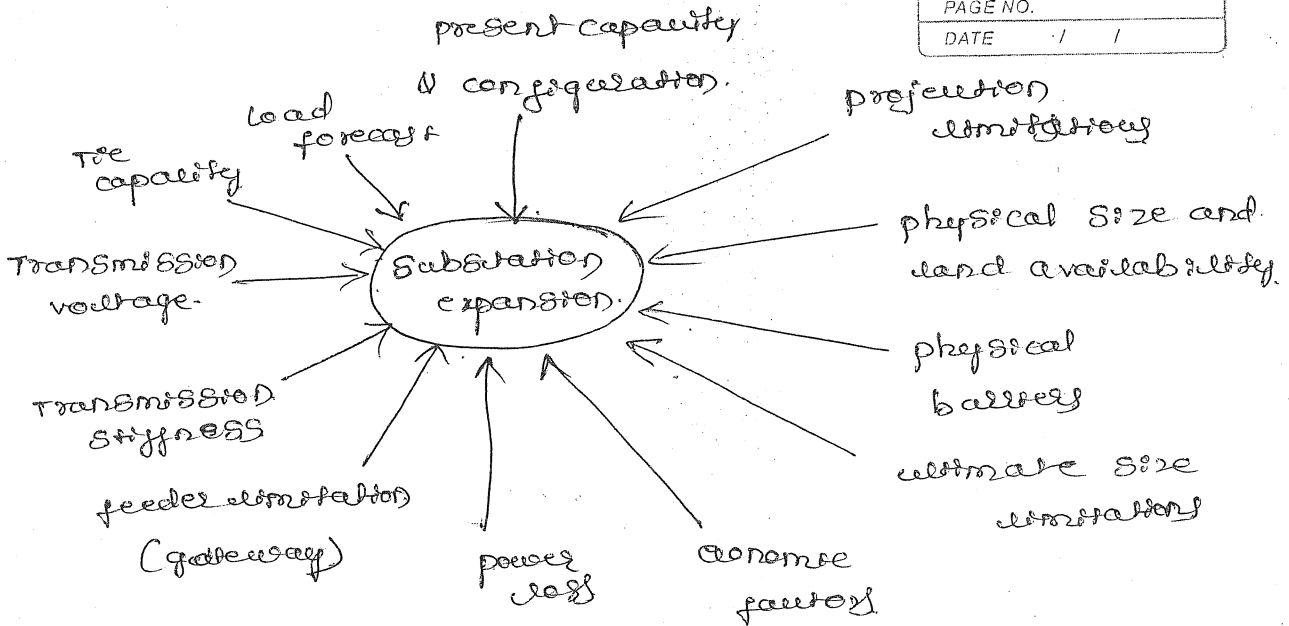 PAGE NO.
DATE / /
present capacity
& configuration.
Load
forecast
Tie
capacity
Transmission
voltage.
Transmission
stiffness
feeder limitation
(gateway)
power
loss
economic
factors
ultimate size
limitations
physical
barriers
physical size and
land availability
projection
limitations
substation
expansion.